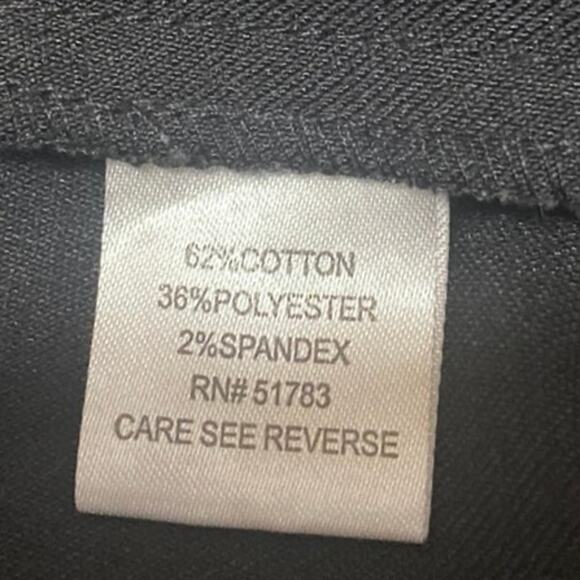 62%COTTON
36%POLYESTER
2%SPANDEX
RN# 51783
CARE SEE REVERSE